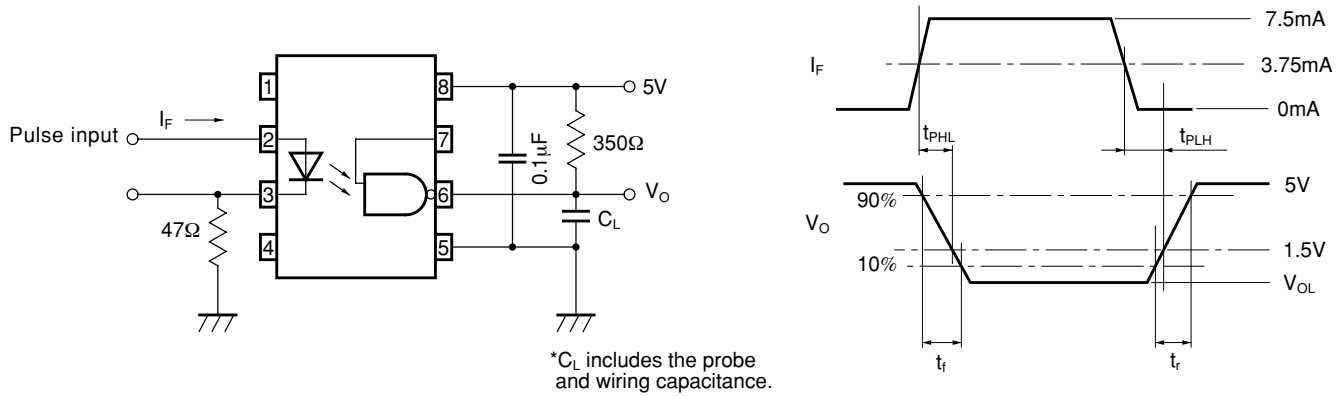 Pulse input
I_F
1
2
3
4
8
7
6
5
47Ω
0.1μF
5V
350Ω
V_O
C_L
*C_L includes the probe
and wiring capacitance.
I_F
7.5mA
3.75mA
0mA
t_PHL
t_PLH
V_O
90%
10%
5V
1.5V
V_OL
t_f
t_r